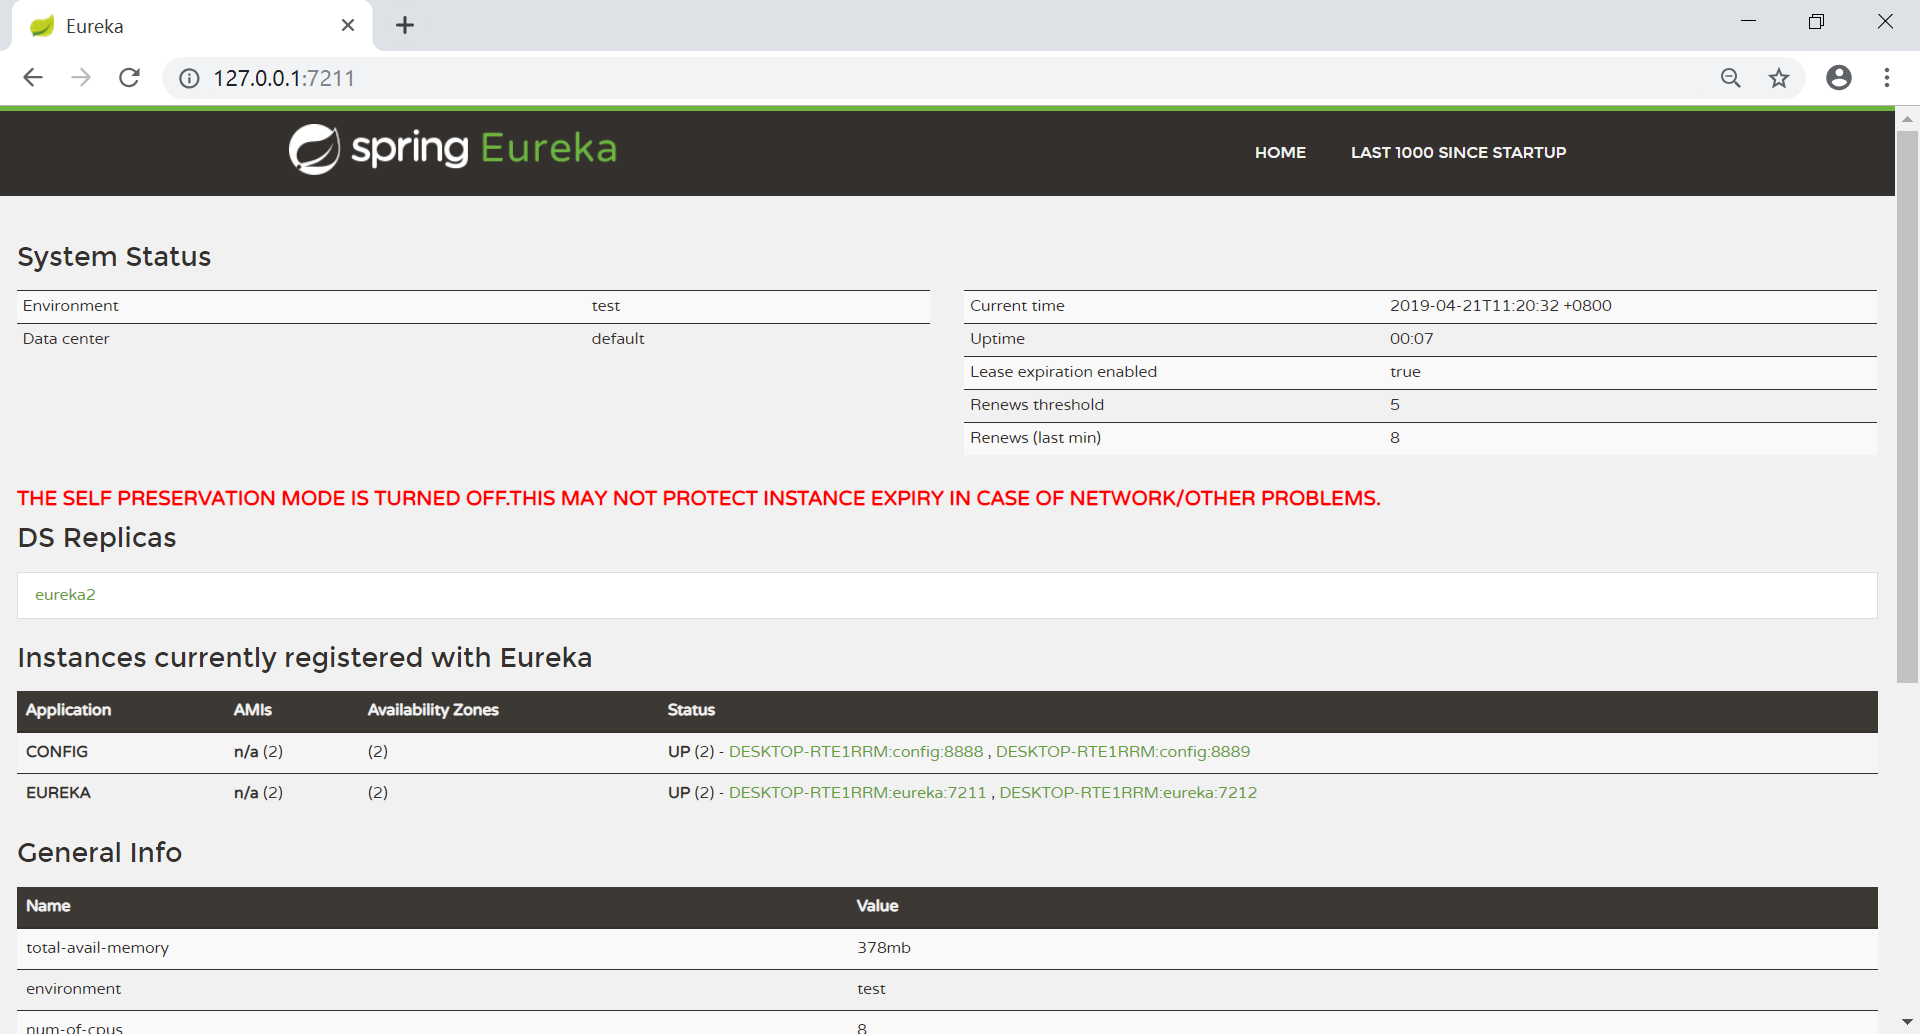 Eureka
127.0.0.1:7211
spring Eureka
HOME LAST 1000 SINCE STARTUP
System Status
Environment test
Data center default
Current time 2019-04-21T11:20:32 +0800
Uptime 00:07
Lease expiration enabled true
Renews threshold 5
Renews (last min) 8
THE SELF PRESERVATION MODE IS TURNED OFF.THIS MAY NOT PROTECT INSTANCE EXPIRY IN CASE OF NETWORK/OTHER PROBLEMS.
DS Replicas
eureka2
Instances currently registered with Eureka
Application AMIs Availability Zones Status
CONFIG n/a (2) (2) UP (2) - DESKTOP-RTE1RRM:config:8888 , DESKTOP-RTE1RRM:config:8889
EUREKA n/a (2) (2) UP (2) - DESKTOP-RTE1RRM:eureka:7211 , DESKTOP-RTE1RRM:eureka:7212
General Info
Name Value
total-avail-memory 378mb
environment test
num-of-cpus 8